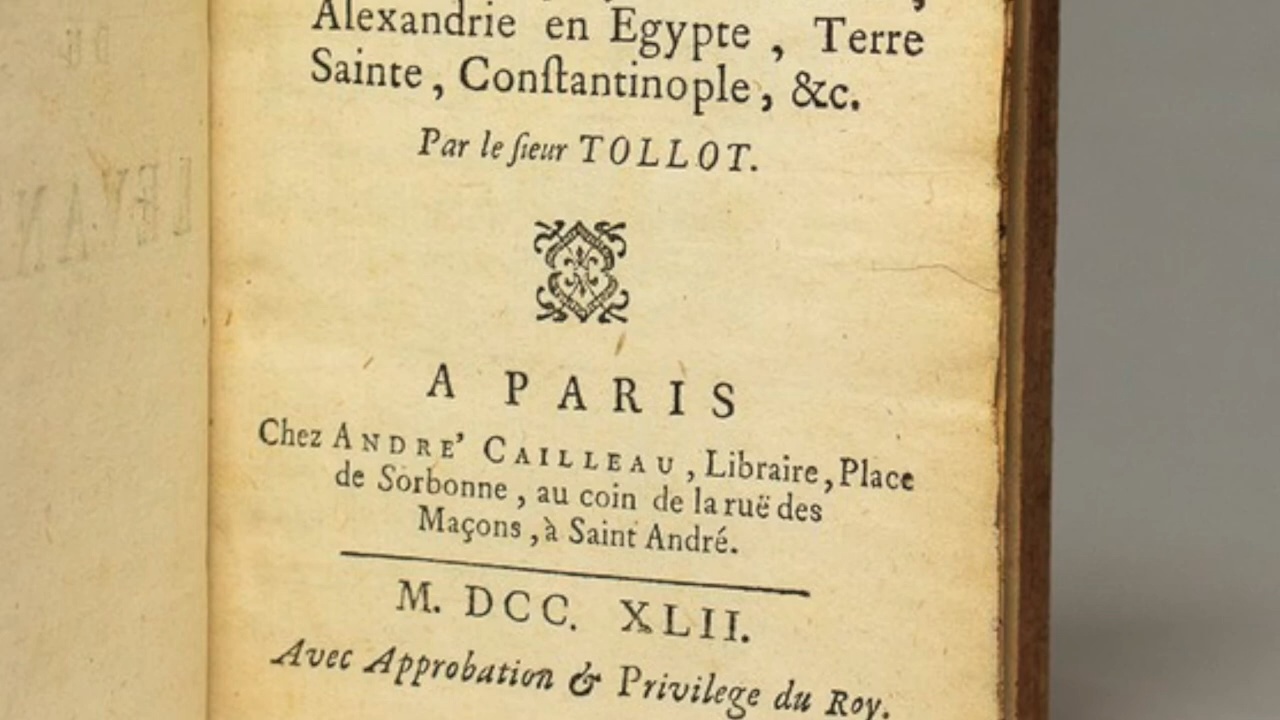 Alexandrie en Egypte , Terre
Sainte , Conſtantinople , &c.
Par le ſieur TOLLOT.
A PARIS
Chez ANDRE' CAILLEAU , Libraire , Place
de Sorbonne , au coin de la ruë des
Maçons , à Saint André.
M. DCC. XLII.
Avec Approbation & Privilege du Roy.